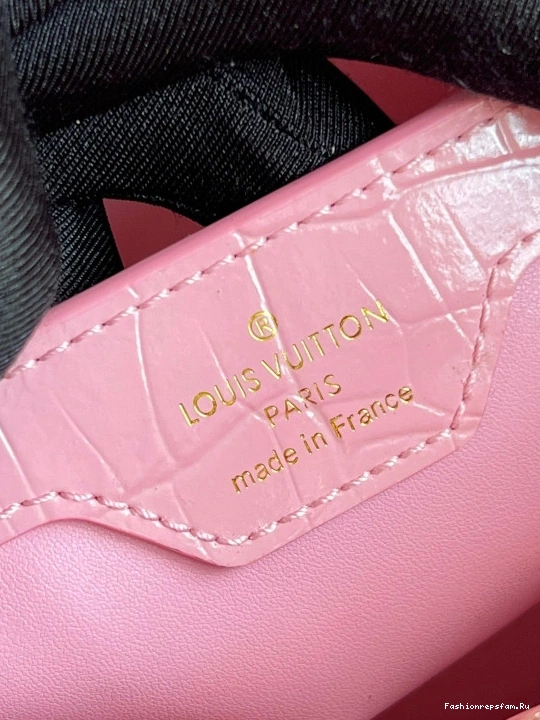 ®
LOUIS VUITTON
PARIS
made in France
Fashionrepsfam.Ru